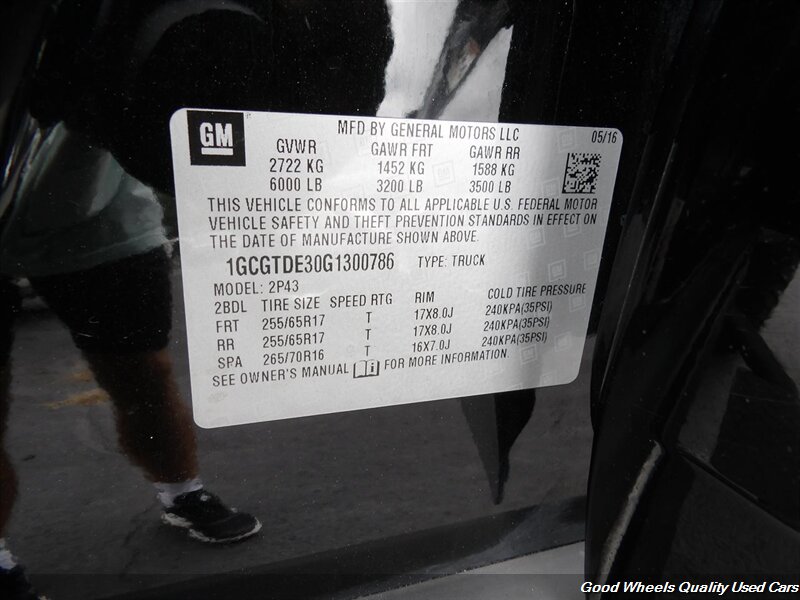 GM
MFD BY GENERAL MOTORS LLC 05/16
GVWR GAWR FRT GAWR RR
2722 KG 1452 KG 1588 KG
6000 LB 3200 LB 3500 LB
THIS VEHICLE CONFORMS TO ALL APPLICABLE U.S. FEDERAL MOTOR
VEHICLE SAFETY AND THEFT PREVENTION STANDARDS IN EFFECT ON
THE DATE OF MANUFACTURE SHOWN ABOVE.
1GCGTDE30G1300786 TYPE: TRUCK
MODEL: 2P43
2BDL TIRE SIZE SPEED RTG RIM COLD TIRE PRESSURE
FRT 255/65R17 T 17X8.0J 240KPA(35PSI)
RR 255/65R17 T 17X8.0J 240KPA(35PSI)
SPA 265/70R16 T 16X7.0J 240KPA(35PSI)
SEE OWNER'S MANUAL FOR MORE INFORMATION.
Good Wheels Quality Used Cars